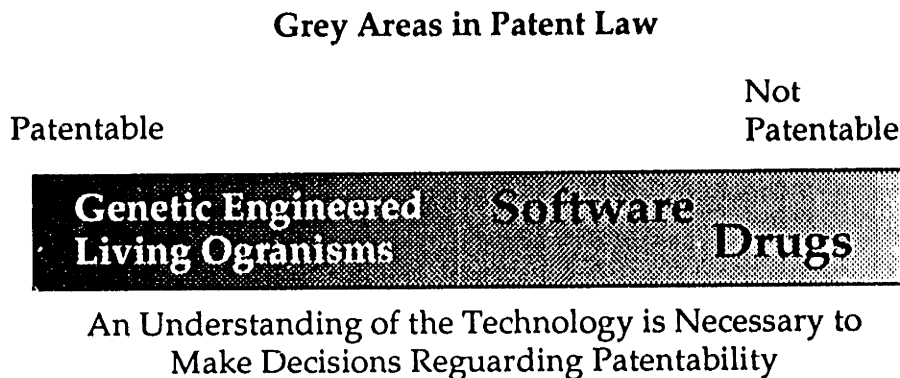 Grey Areas in Patent Law
Patentable
Not
Patentable
Genetic Engineered
Living Ogranisms
Software
Drugs
An Understanding of the Technology is Necessary to
Make Decisions Reguarding Patentability